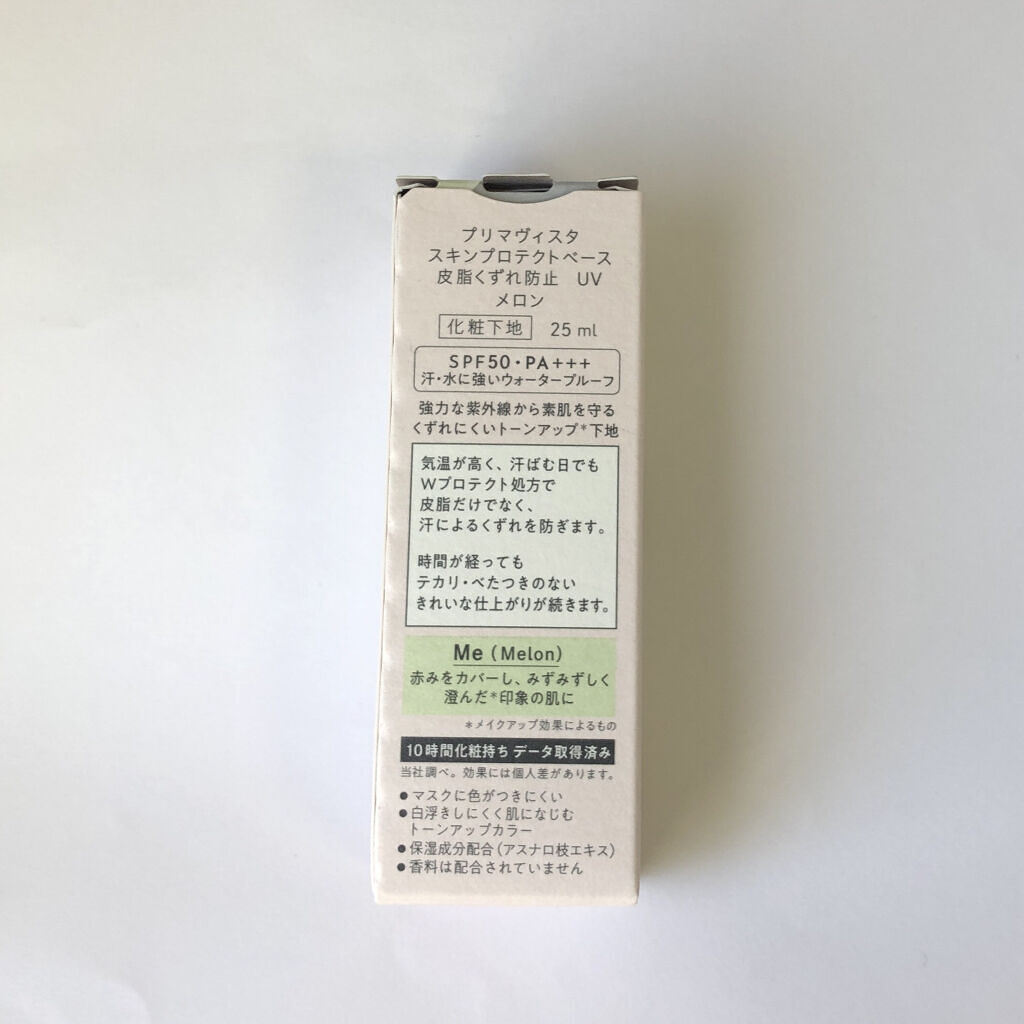 プリマヴィスタ
スキンプロテクトベース
皮脂くずれ防止 UV
メロン
化粧下地 25 ml
SPF50・PA+++
汗・水に強いウォータープルーフ
強力な紫外線から素肌を守る
くずれにくいトーンアップ*下地
気温が高く、汗ばむ日でも
Wプロテクト処方で
皮脂だけでなく、
汗によるくずれを防ぎます。
時間が経っても
テカリ・べたつきのない
きれいな仕上がりが続きます。
Me (Melon)
赤みをカバーし、みずみずしく
澄んだ*印象の肌に
*メイクアップ効果によるもの
10時間化粧持ち データ取得済み
当社調べ。効果には個人差があります。
●マスクに色がつきにくい
●白浮きしにくく肌になじむ
トーンアップカラー
●保湿成分配合(アスナロ枝エキス)
●香料は配合されていません